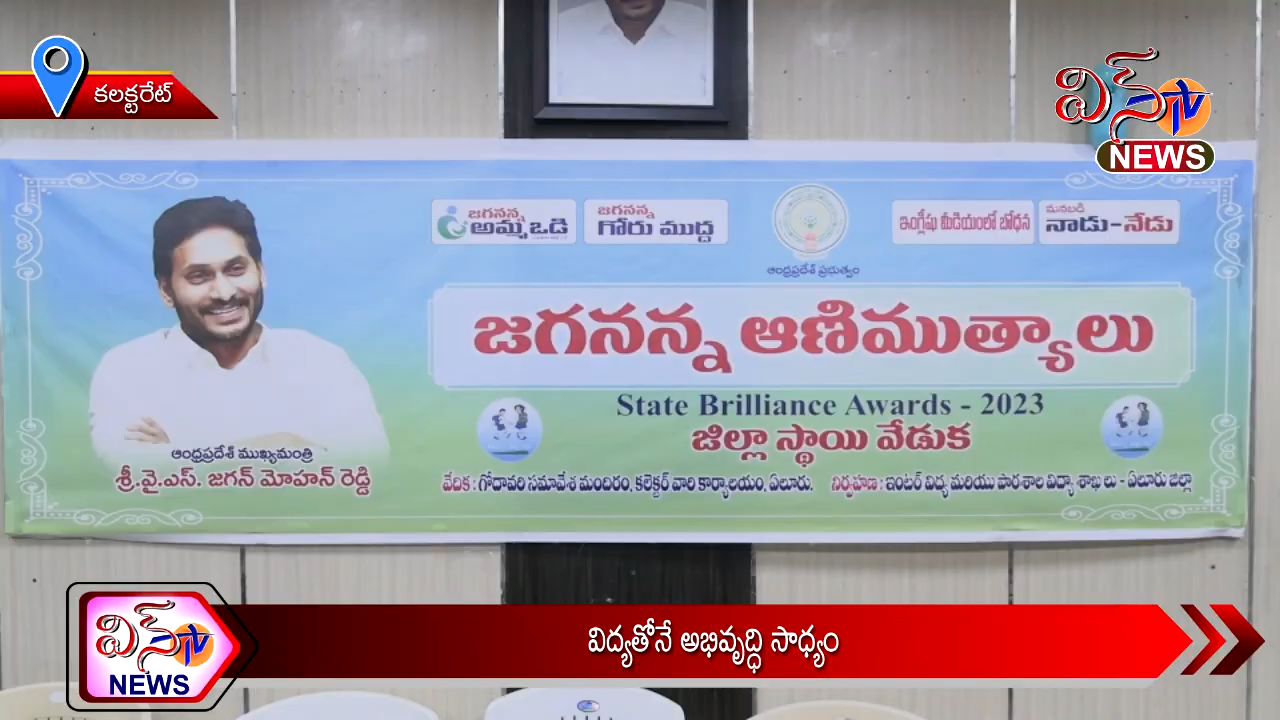 కలక్టరేట్
విస్ TV
NEWS
జగనన్న
అమ్మఒడి
జగనన్న
గోరు ముద్ద
ఇంగ్లీషు మీడియంలో బోధన
మనబడి
నాడు-నేడు
ఆంధ్రప్రదేశ్ ప్రభుత్వం
జగనన్న ఆణిముత్యాలు
State Brilliance Awards - 2023
జిల్లా స్థాయి వేడుక
ఆంధ్రప్రదేశ్ ముఖ్యమంత్రి
శ్రీ.వై.ఎస్. జగన్ మోహన్ రెడ్డి
వేదిక : గోదావరి సమావేశ మందిరం, కలెక్టర్ వారి కార్యాలయం, ఏలూరు. నిర్వహణ : ఇంటర్ విద్య మరియు పాఠశాల విద్యా శాఖలు - ఏలూరు జిల్లా
విద్యతోనే అభివృద్ధి సాధ్యం
విస్ TV
NEWS